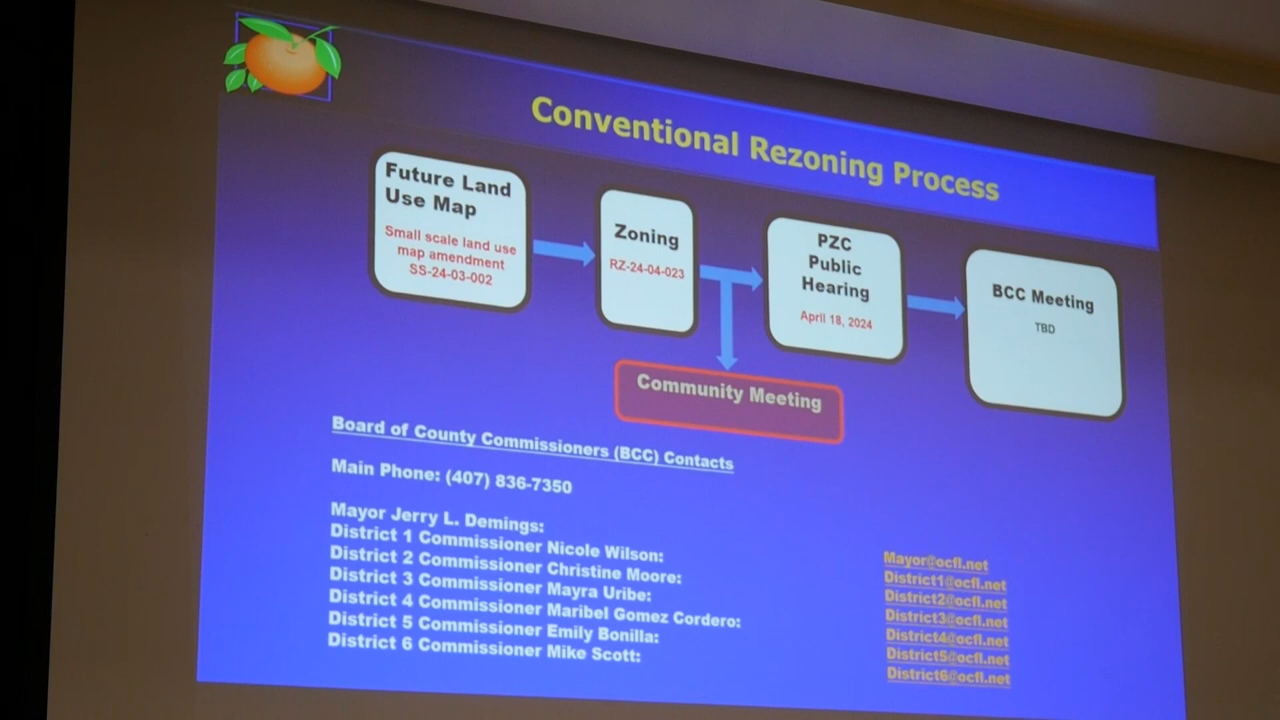 Conventional Rezoning Process
Future Land
Use Map
Small scale land use
map amendment
SS-24-03-002
Zoning
RZ-24-04-023
PZC
Public
Hearing
April 18, 2024
BCC Meeting
TBD
Community Meeting
Board of County Commissioners (BCC) Contacts
Main Phone: (407) 836-7350
Mayor Jerry L. Demings: Mayor@ocfl.net
District 1 Commissioner Nicole Wilson: District1@ocfl.net
District 2 Commissioner Christine Moore: District2@ocfl.net
District 3 Commissioner Mayra Uribe: District3@ocfl.net
District 4 Commissioner Maribel Gomez Cordero: District4@ocfl.net
District 5 Commissioner Emily Bonilla: District5@ocfl.net
District 6 Commissioner Mike Scott: District6@ocfl.net